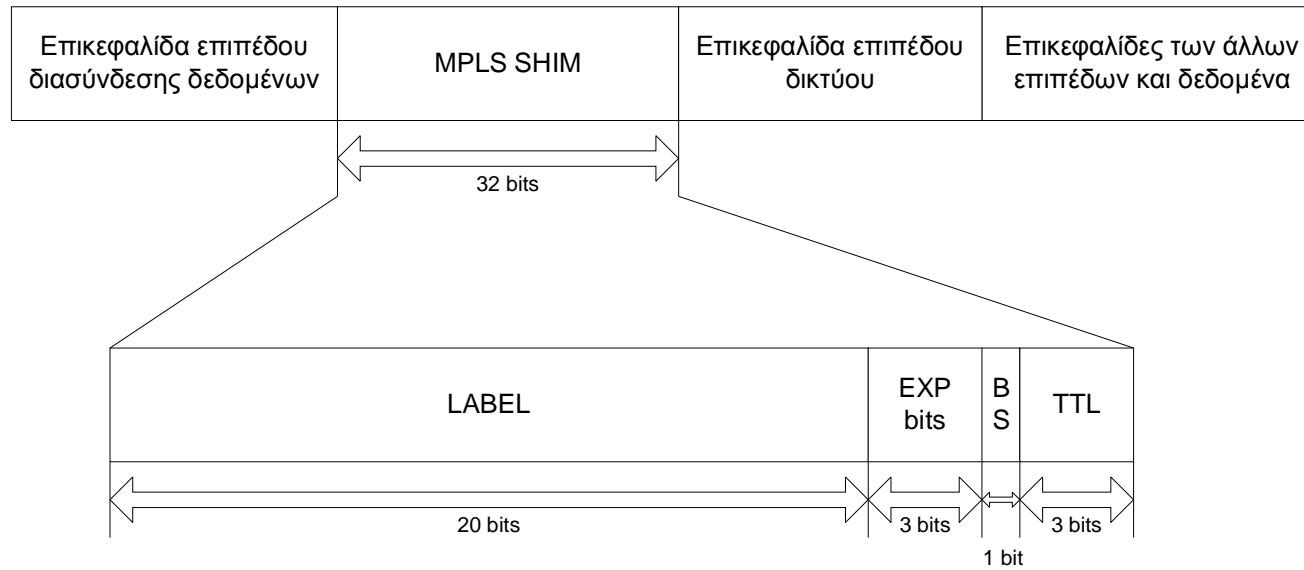 Επικεφαλίδα επιπέδου
διασύνδεσης δεδομένων
MPLS SHIM
Επικεφαλίδα επιπέδου
δικτύου
Επικεφαλίδες των άλλων
επιπέδων και δεδομένα
32 bits
LABEL
EXP
bits
B
S
TTL
20 bits
3 bits
1 bit
3 bits